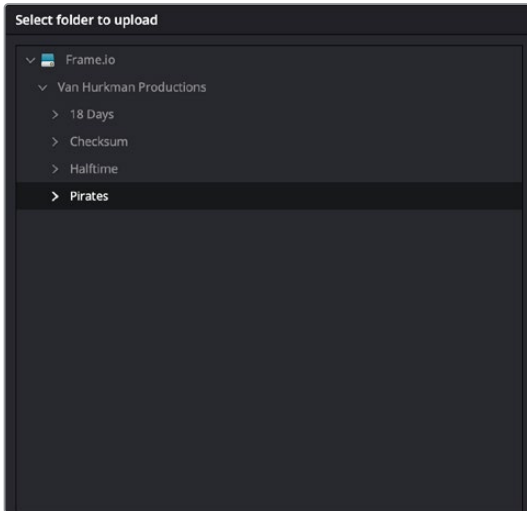 Select folder to upload
Frame.io
Van Hurkman Productions
18 Days
Checksum
Halftime
Pirates